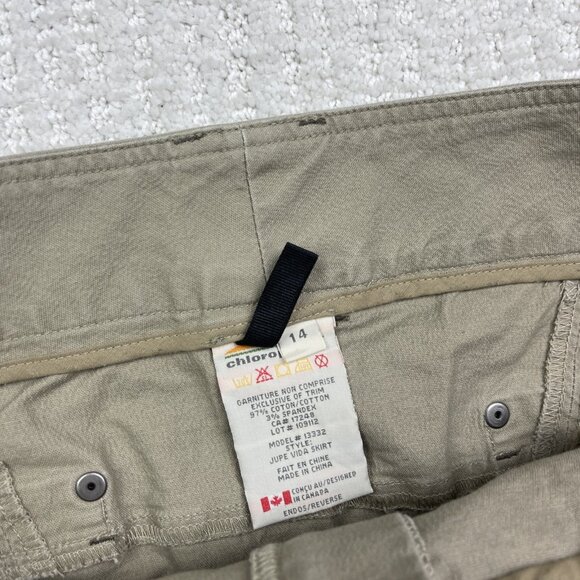 14
chloro
GARNITURE NON COMPRISE
EXCLUSIVE OF TRIM
97% COTON/COTTON
3% SPANDEX
CA# 17248
LOT# 109112
MODEL# 13332
STYLE:
JUPE VIDA SKIRT
FAIT EN CHINE
MADE IN CHINA
CONÇU AU/DESIGNED
IN CANADA
ENDOS/REVERSE